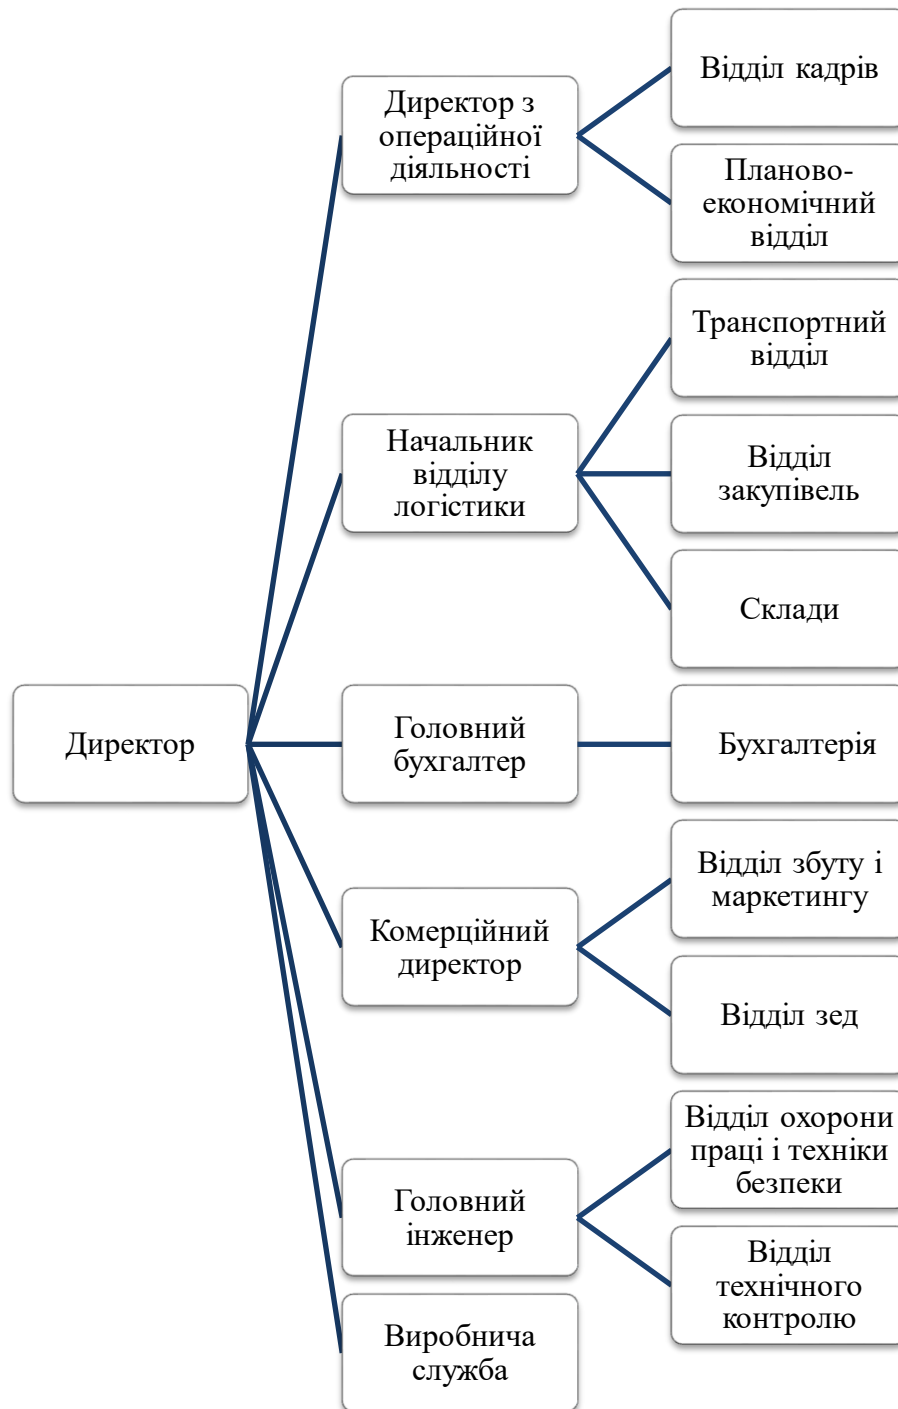 Директор
Директор з
операційної
діяльності
Відділ кадрів
Планово-
економічний
відділ
Начальник
відділу
логістики
Транспортний
відділ
Відділ
закупівель
Склади
Головний
бухгалтер
Бухгалтерія
Комерційний
директор
Відділ збуту і
маркетингу
Відділ зед
Головний
інженер
Відділ охорони
праці і техніки
безпеки
Відділ
технічного
контролю
Виробнича
служба